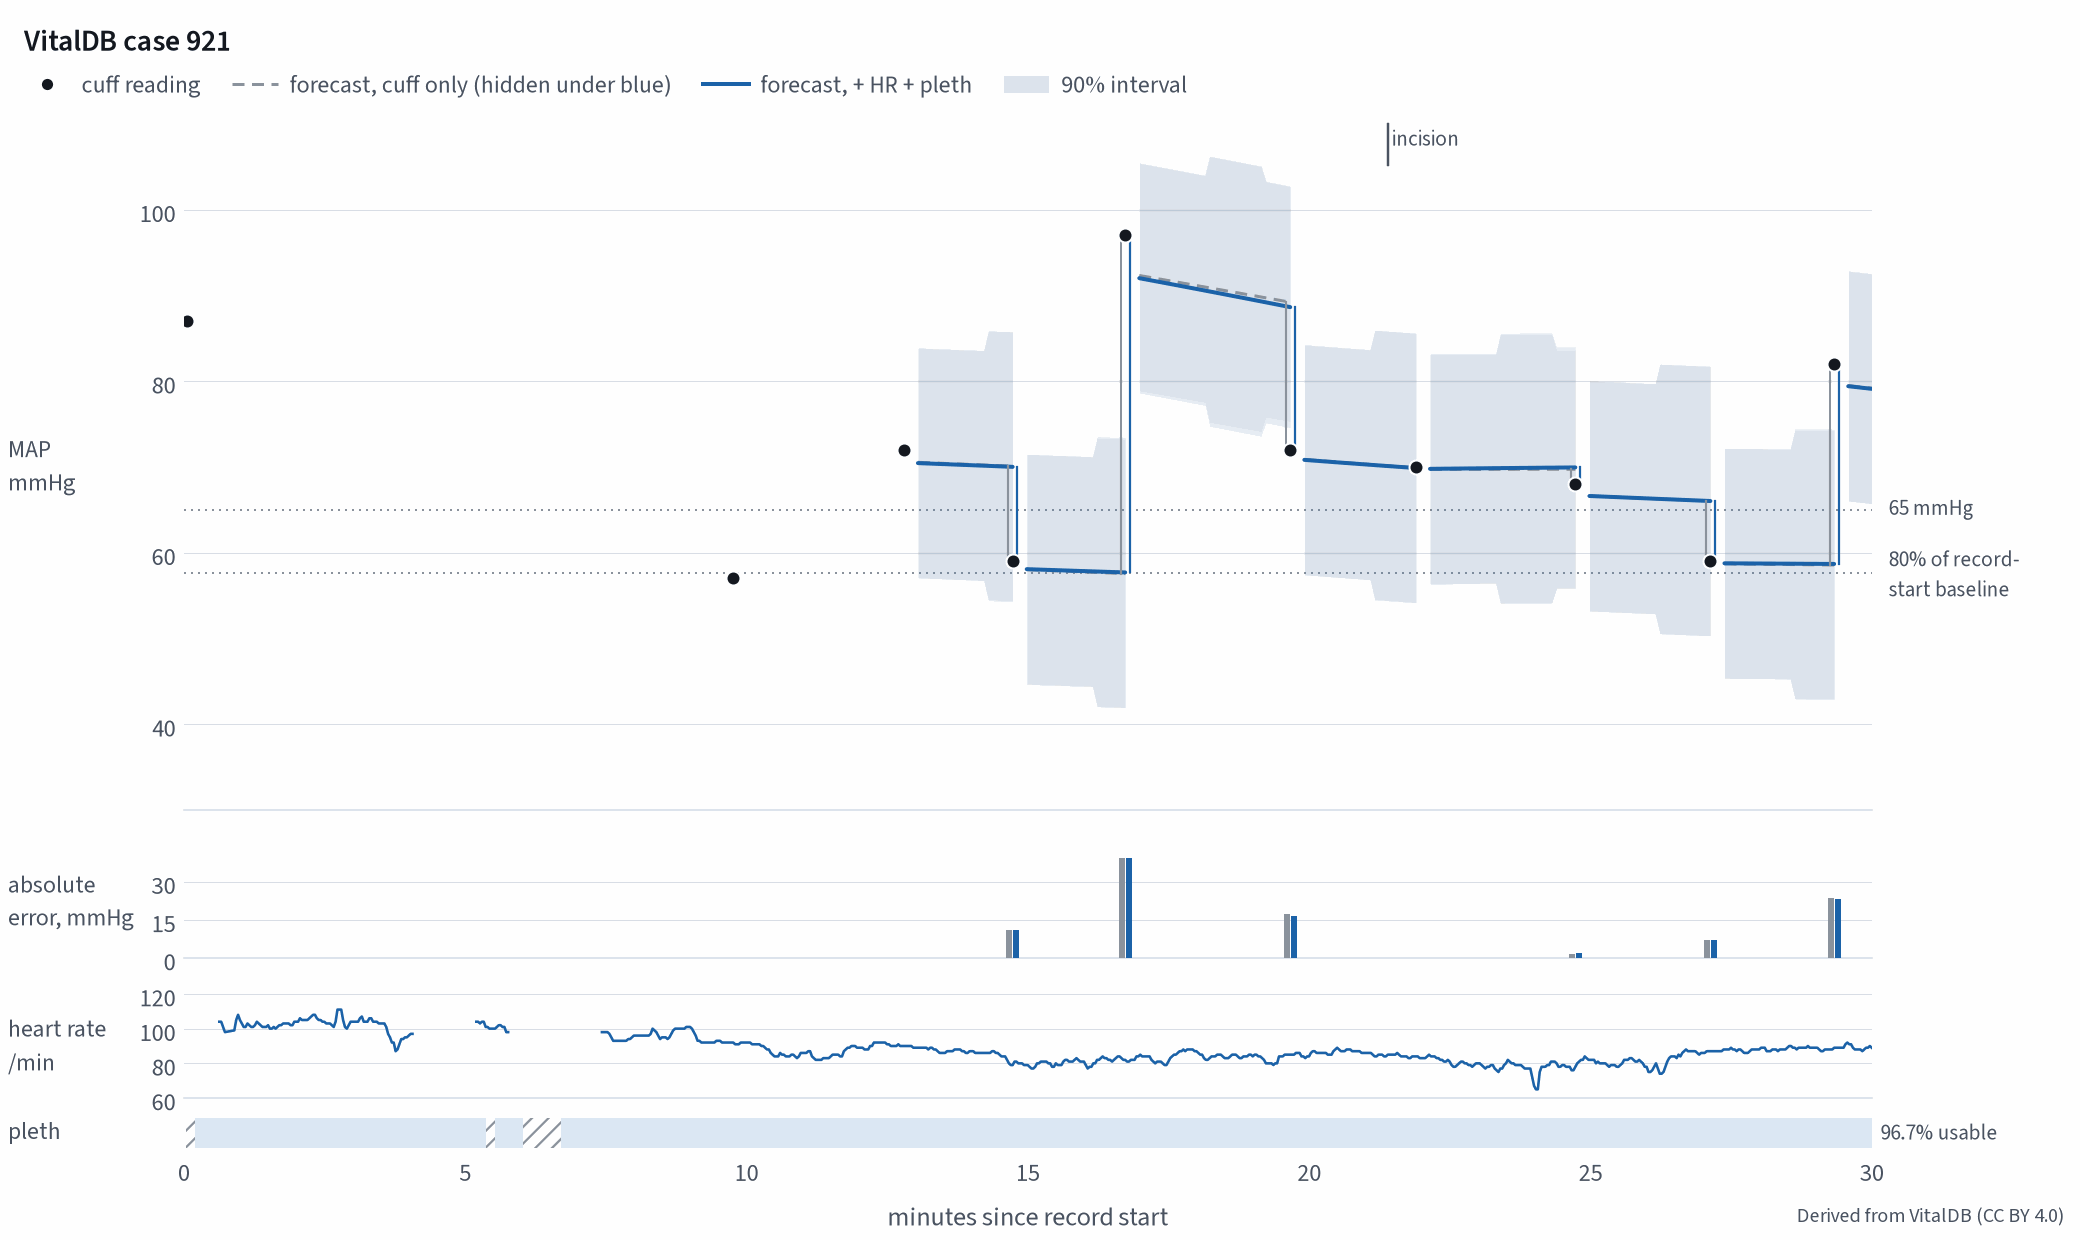 VitalDB case 921
cuff reading
forecast, cuff only (hidden under blue)
forecast, + HR + pleth
90% interval
incision
100
80
60
40
MAP
mmHg
65 mmHg
80% of record-
start baseline
absolute
error, mmHg
30
15
0
heart rate
/min
120
100
80
60
pleth
96.7% usable
0
5
10
15
20
25
30
minutes since record start
Derived from VitalDB (CC BY 4.0)